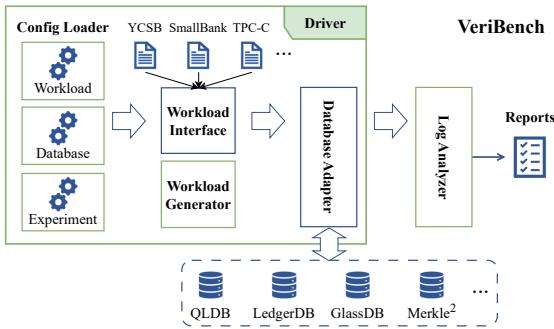 Config Loader
YCSB SmallBank TPC-C ...
Driver
VeriBench
Workload
Database
Experiment
Workload
Interface
Workload
Generator
Database Adapter
Log Analyzer
Reports
QLDB LedgerDB GlassDB Merkle² ...